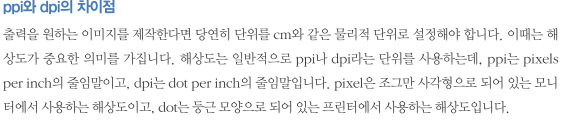 ppi와 dpi의 차이점
출력을 원하는 이미지를 제작한다면 당연히 단위를 cm와 같은 물리적 단위로 설정해야 합니다. 이때는 해
상도가 중요한 의미를 가집니다. 해상도는 일반적으로 ppi나 dpi라는 단위를 사용하는데, ppi는 pixels
per inch의 줄임말이고, dpi는 dot per inch의 줄임말입니다. pixel은 조그만 사각형으로 되어 있는 모니
터에서 사용하는 해상도이고, dot는 둥근 모양으로 되어 있는 프린터에서 사용하는 해상도입니다.